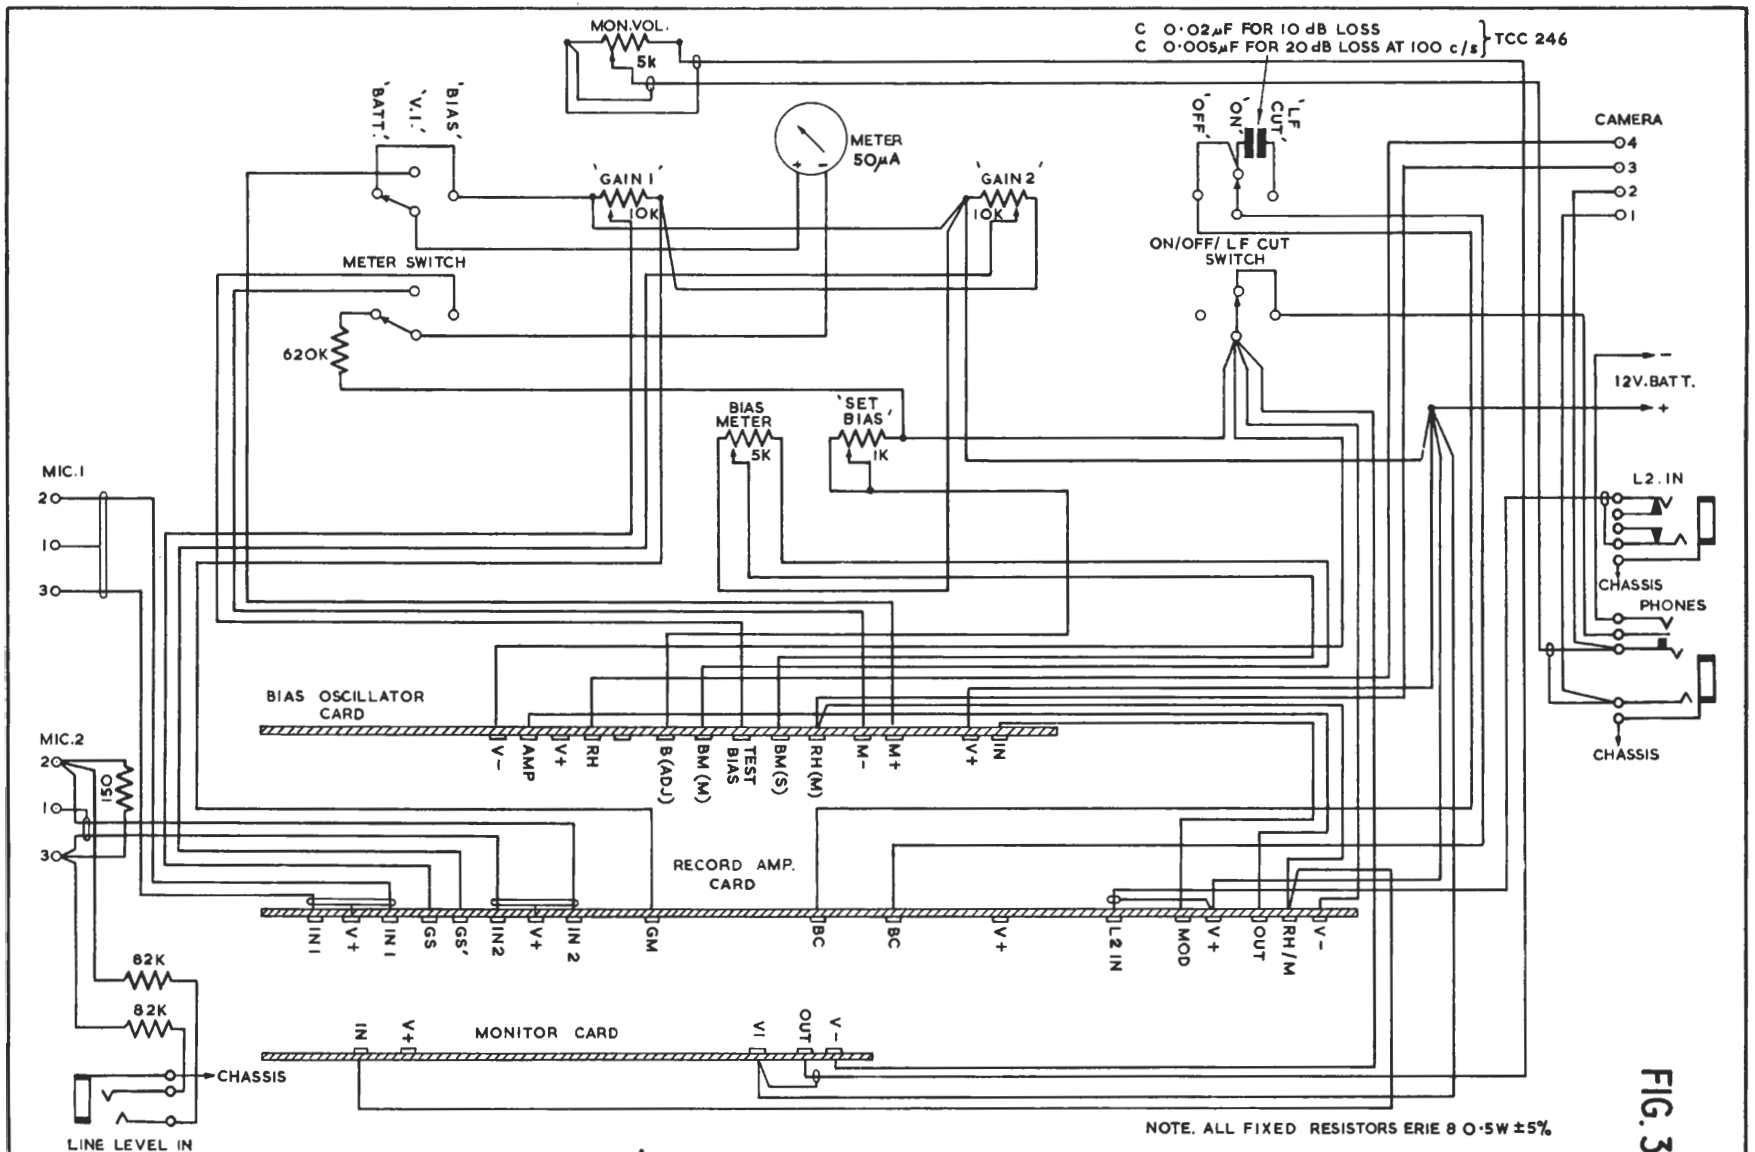 MON.VOL.
5k
C 0·02µF FOR 10 dB LOSS
C 0·005µF FOR 20 dB LOSS AT 100 c/s
TCC 246
'BATT.'
'V.I.'
'BIAS'
METER
50µA
+ −
'GAIN 1'
10K
'GAIN 2'
10K
'OFF'
'ON'
'LF CUT'
CAMERA
4
3
2
1
METER SWITCH
ON/OFF/ LF CUT
SWITCH
620K
−
12V.BATT.
+
BIAS
METER
5K
'SET
BIAS'
1K
MIC.1
2
1
3
L2.IN
CHASSIS
PHONES
CHASSIS
BIAS OSCILLATOR
CARD
V−
AMP
V+
RH
B(ADJ)
BM(M)
TEST
BIAS
BM(S)
RH(M)
M−
M+
V+
IN
MIC.2
2
1
3
150
RECORD AMP.
CARD
IN1
V+
IN 1
GS
GS'
IN2
V+
IN 2
GM
BC
BC
V+
L2 IN
MOD
V+
OUT
RH/M
V−
82K
82K
MONITOR CARD
IN
V+
VI
OUT
V−
CHASSIS
LINE LEVEL IN
NOTE. ALL FIXED RESISTORS ERIE 8 0·5W ±5%
FIG. 3